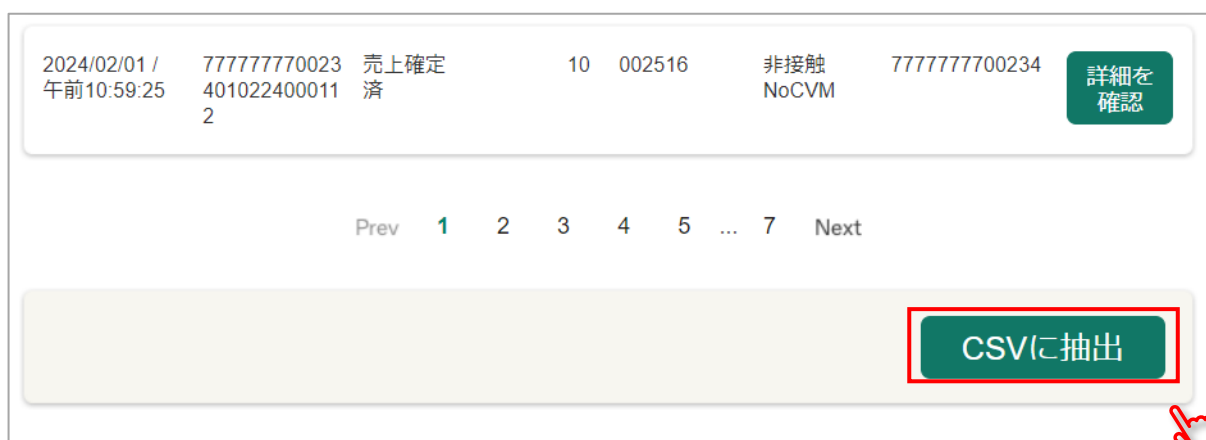 2024/02/01 / 777777770023 売上確定 10 002516 非接触 7777777700234 詳細を
午前10:59:25 401022400011 済 NoCVM 確認
2
Prev 1 2 3 4 5 ... 7 Next
CSVに抽出